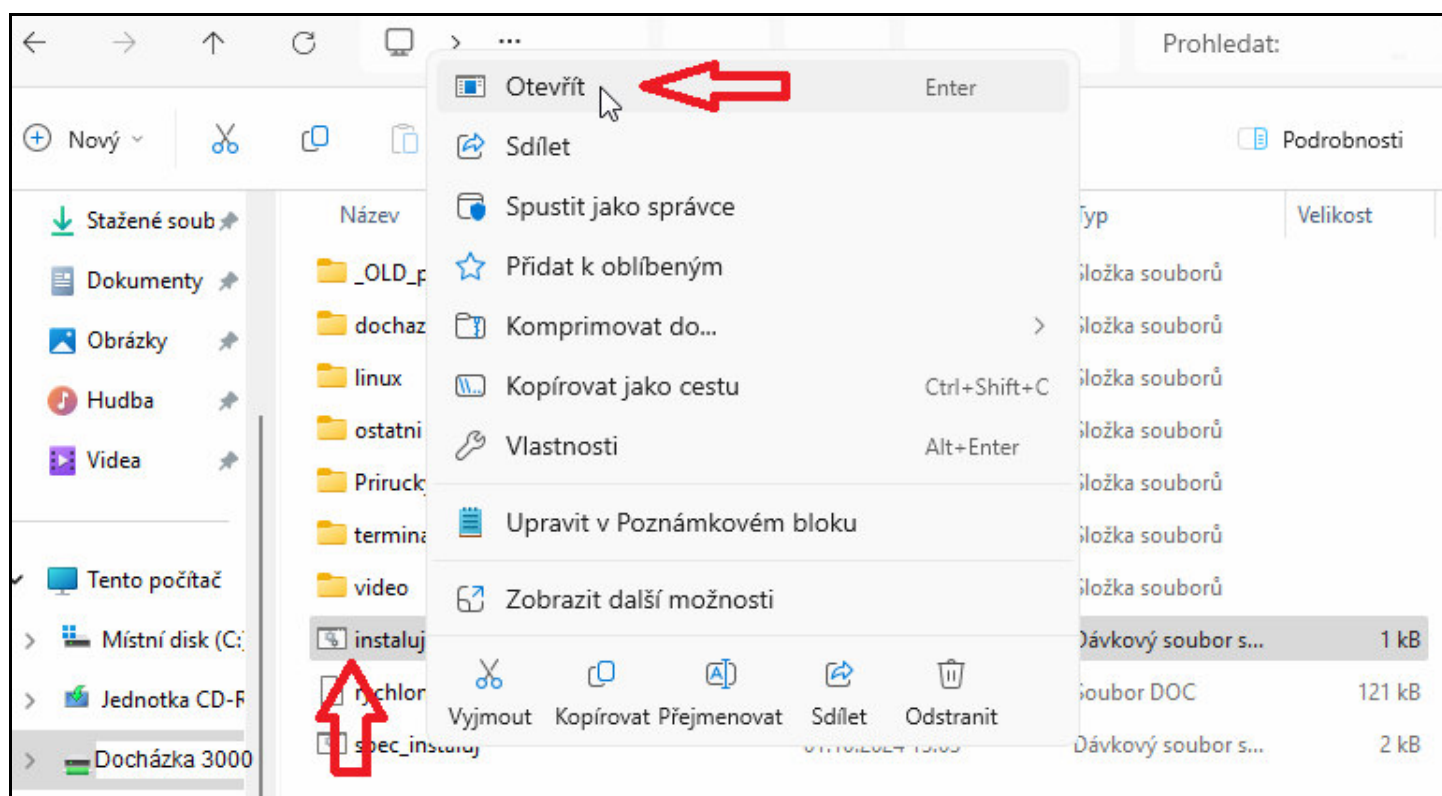 Prohledat:
Nový
Podrobnosti
Otevřít Enter
Sdílet
Spustit jako správce
Přidat k oblíbeným
Komprimovat do...
Kopírovat jako cestu Ctrl+Shift+C
Vlastnosti Alt+Enter
Upravit v Poznámkovém bloku
Zobrazit další možnosti
Vyjmout Kopírovat Přejmenovat Sdílet Odstranit
Stažené soub
Dokumenty
Obrázky
Hudba
Videa
Tento počítač
Místní disk (C:)
Jednotka CD-R
Docházka 3000
Název Typ Velikost
_OLD_p Složka souborů
dochaz Složka souborů
linux Složka souborů
ostatni Složka souborů
Priruck Složka souborů
termina Složka souborů
video Složka souborů
instaluj Dávkový soubor s... 1 kB
Soubor DOC 121 kB
spec_instaluj Dávkový soubor s... 2 kB